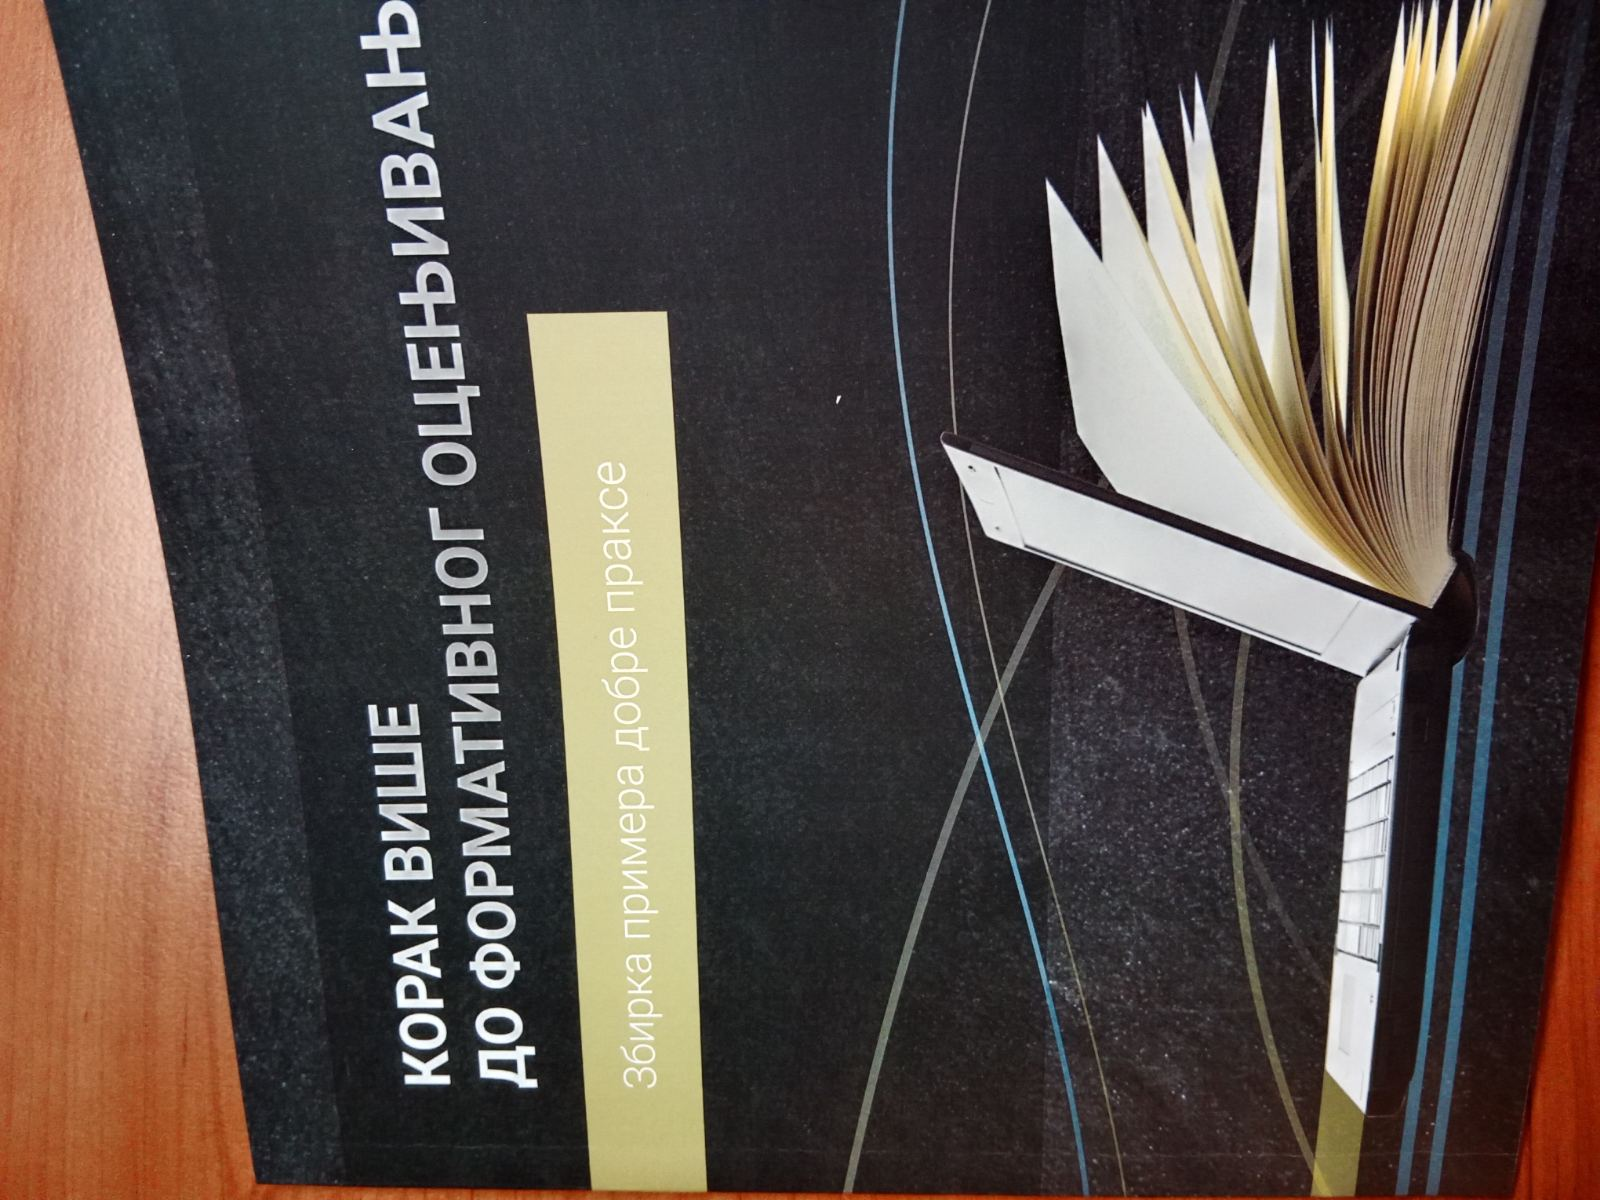 КОРАК ВИШЕ
ДО ФОРМАТИВНОГ ОЦЕЊИВАЊ
Збирка примера добре праксе